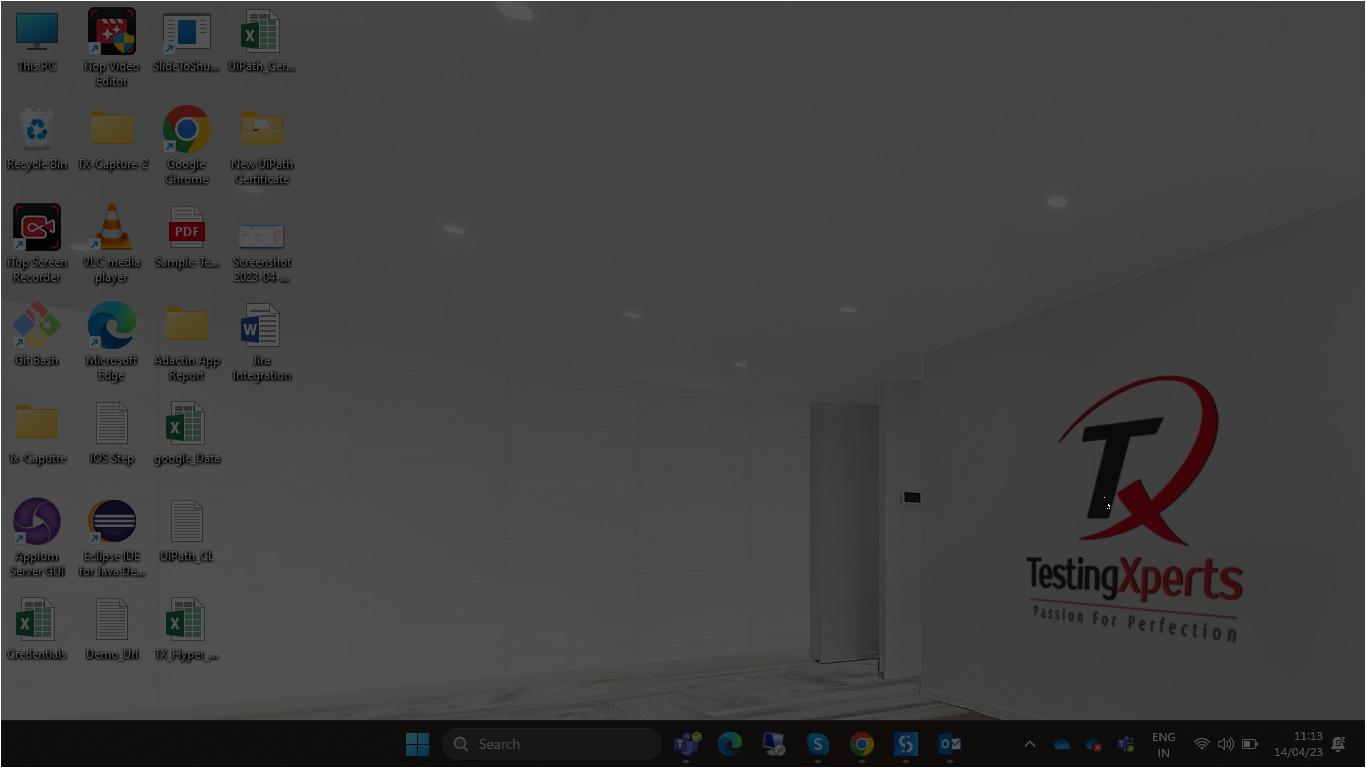 This PC
iTop Video
Editor
SlideToShu...
UiPath_Cer...
Recycle Bin
TX-Capture-2
Google
Chrome
New UiPath
Certificate
iTop Screen
Recorder
VLC media
player
PDF
Sample-Te...
Screenshot
2023-04-...
Git Bash
Microsoft
Edge
Adactin App
Report
Jira
Integration
Tx-Caputre
IOS Step
google_Data
Appium
Server GUI
Eclipse IDE
for Java De...
UiPath_CL
Credentials
Demo_Url
TX_Hyper_...
TX
TestingXperts
Passion For Perfection
Search
ENG
IN
11:13
14/04/23